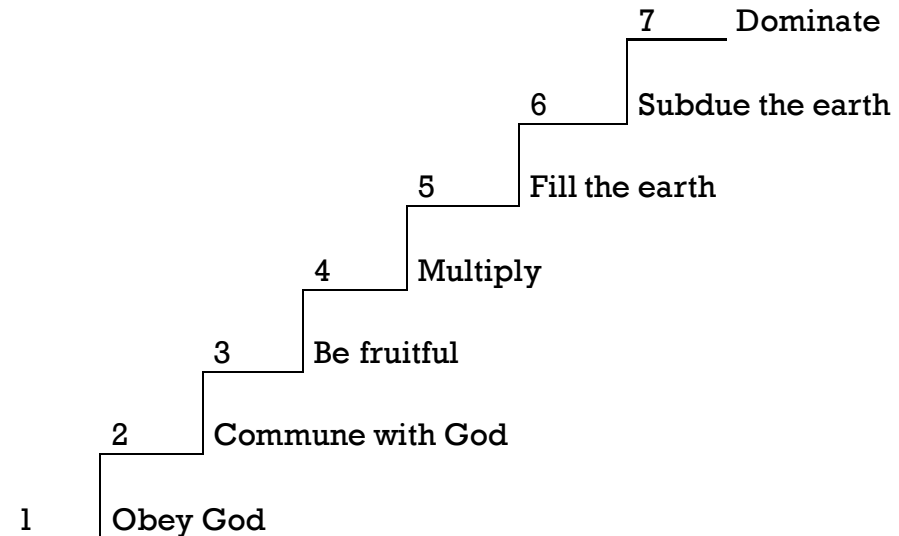 7 Dominate
6 Subdue the earth
5 Fill the earth
4 Multiply
3 Be fruitful
2 Commune with God
1 Obey God